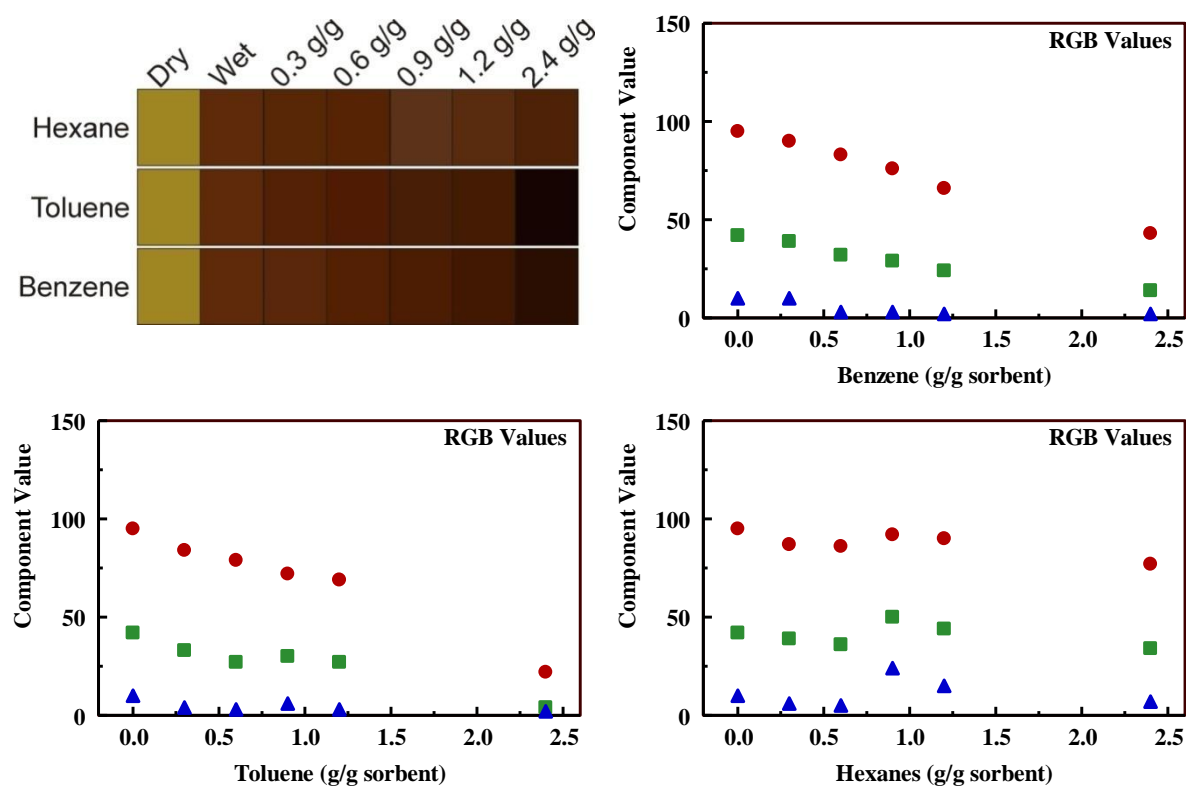 Dry Wet 0.3 g/g 0.6 g/g 0.9 g/g 1.2 g/g 2.4 g/g
Hexane
Toluene
Benzene
RGB Values
Component Value
150
100
50
0
0.0 0.5 1.0 1.5 2.0 2.5
Benzene (g/g sorbent)
RGB Values
Component Value
150
100
50
0
0.0 0.5 1.0 1.5 2.0 2.5
Toluene (g/g sorbent)
RGB Values
Component Value
150
100
50
0
0.0 0.5 1.0 1.5 2.0 2.5
Hexanes (g/g sorbent)